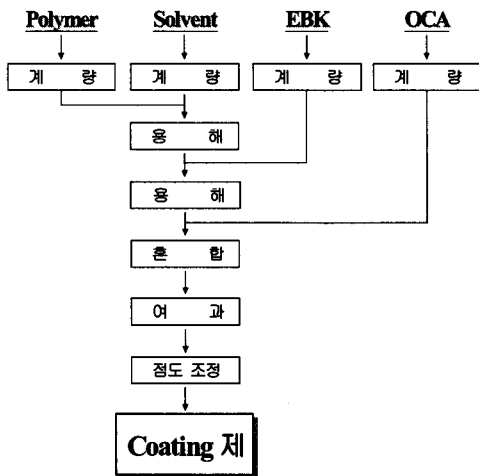 Polymer Solvent EBK OCA
계 량 계 량 계 량 계 량
용 해
용 해
혼 합
여 과
점도 조정
Coating 제